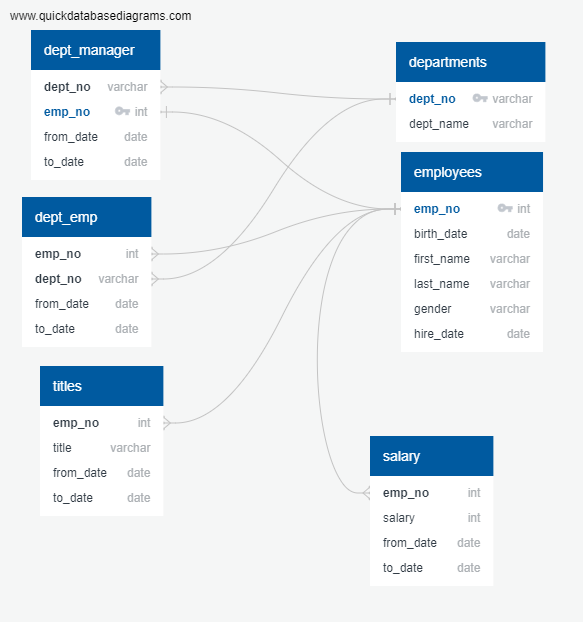 www.quickdatabasediagrams.com
dept_manager
dept_no varchar
emp_no int
from_date date
to_date date
departments
dept_no varchar
dept_name varchar
employees
emp_no int
birth_date date
first_name varchar
last_name varchar
gender varchar
hire_date date
dept_emp
emp_no int
dept_no varchar
from_date date
to_date date
titles
emp_no int
title varchar
from_date date
to_date date
salary
emp_no int
salary int
from_date date
to_date date